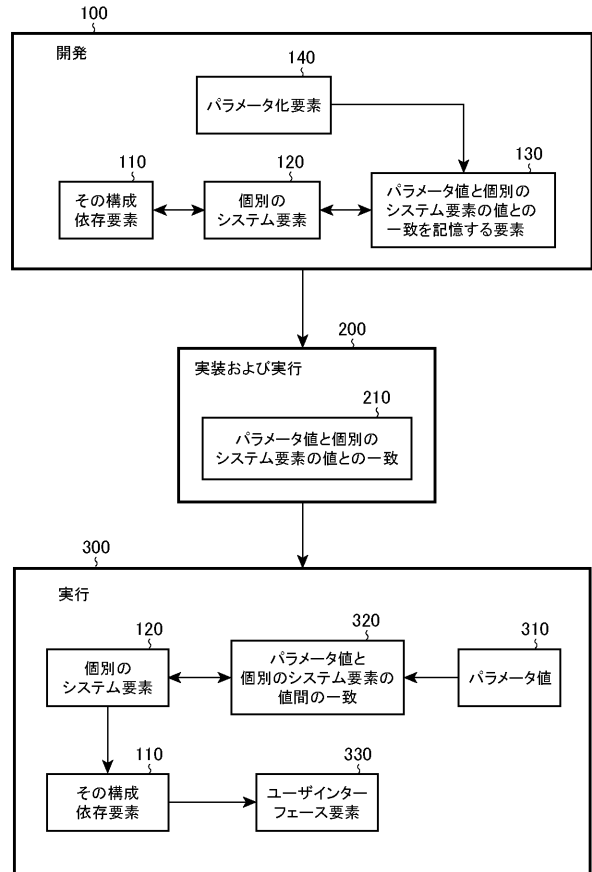 100
開発
140
パラメータ化要素
110
その構成
依存要素
120
個別の
システム要素
130
パラメータ値と個別の
システム要素の値との
一致を記憶する要素
200
実装および実行
210
パラメータ値と個別の
システム要素の値との一致
300
実行
120
個別の
システム要素
320
パラメータ値と
個別のシステム要素の
値間の一致
310
パラメータ値
110
その構成
依存要素
330
ユーザインター
フェース要素